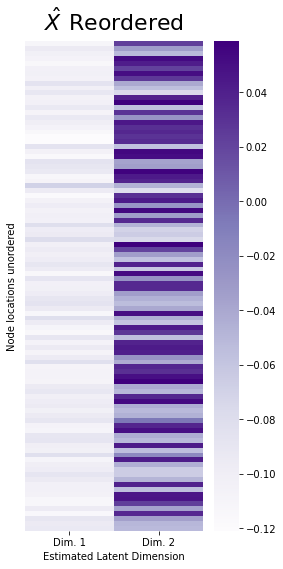 X̂ Reordered
Node locations unordered
0.04
0.02
0.00
−0.02
−0.04
−0.06
−0.08
−0.10
−0.12
Dim. 1 Dim. 2
Estimated Latent Dimension